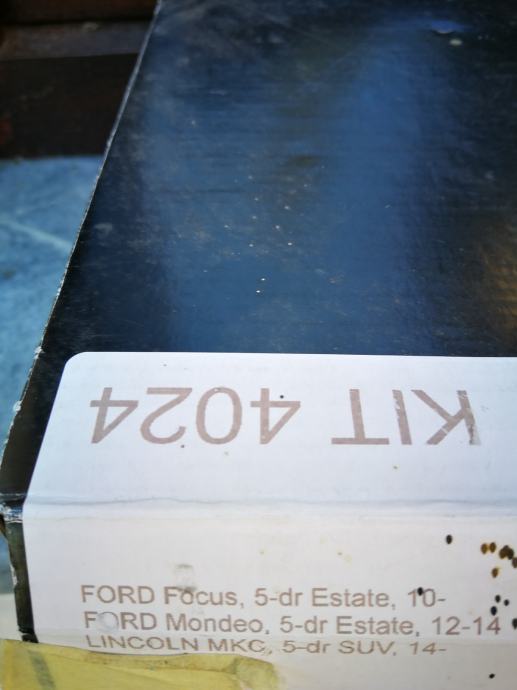 KIT 4024
FORD Focus, 5-dr Estate, 10-
FORD Mondeo, 5-dr Estate, 12-14
LINCOLN MKC, 5-dr SUV, 14-